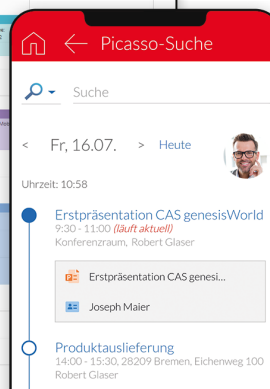 Picasso-Suche
Suche
< Fr, 16.07. > Heute
Uhrzeit: 10:58
Erstpräsentation CAS genesisWorld
9:30 - 11:00 (läuft aktuell)
Konferenzraum, Robert Glaser
Erstpräsentation CAS genesi...
Joseph Maier
Produktauslieferung
14:00 - 15:30, 28209 Bremen, Eichenweg 100
Robert Glaser